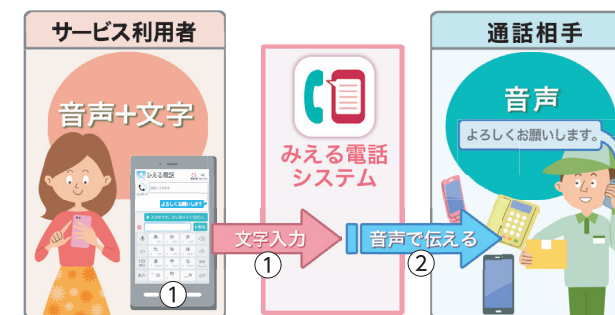 サービス利用者
音声+文字
みえる電話
よろしくお願いします
①
文字入力
①
みえる電話
システム
音声で伝える
②
通話相手
音声
よろしくお願いします。